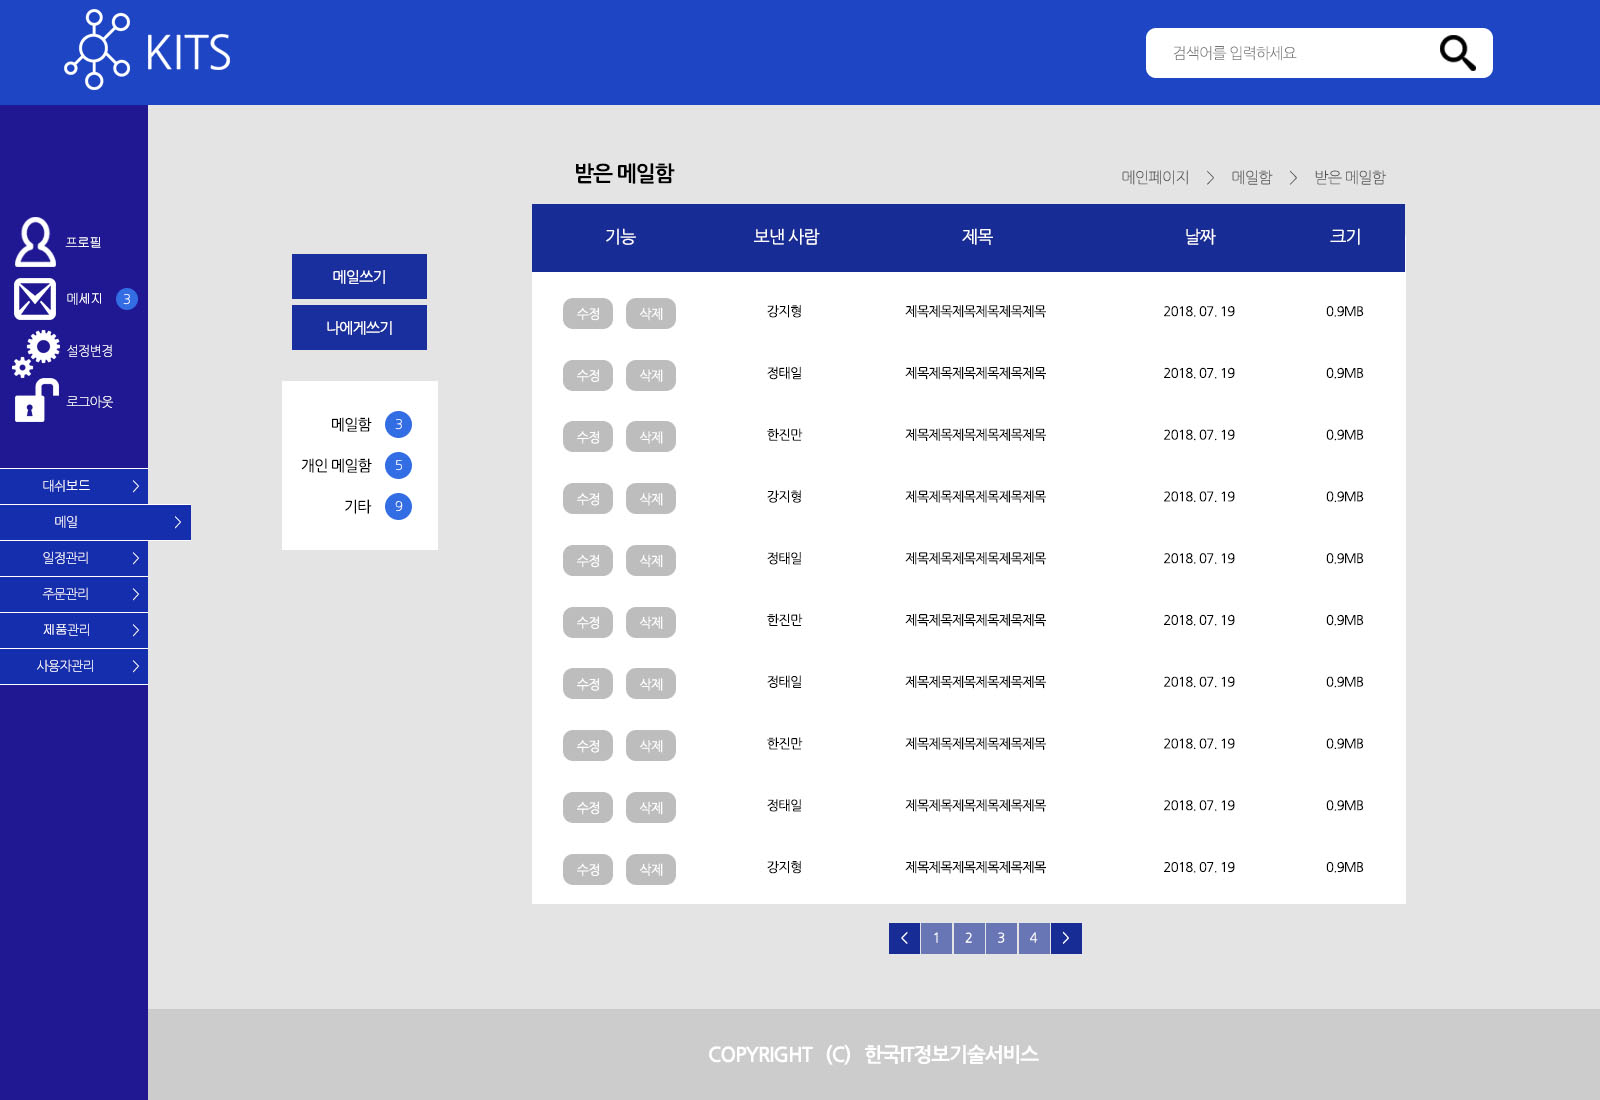 KITS
검색어를 입력하세요
프로필
메세지 3
설정변경
로그아웃
대쉬보드 >
메일 >
일정관리 >
주문관리 >
제품관리 >
사용자관리 >
메일쓰기
나에게쓰기
메일함 3
개인 메일함 5
기타 9
받은 메일함
메인페이지 > 메일함 > 받은 메일함
기능 보낸 사람 제목 날짜 크기
수정 삭제 강지형 제목제목제목제목제목제목 2018. 07. 19 0.9MB
수정 삭제 정태일 제목제목제목제목제목제목 2018. 07. 19 0.9MB
수정 삭제 한진만 제목제목제목제목제목제목 2018. 07. 19 0.9MB
수정 삭제 강지형 제목제목제목제목제목제목 2018. 07. 19 0.9MB
수정 삭제 정태일 제목제목제목제목제목제목 2018. 07. 19 0.9MB
수정 삭제 한진만 제목제목제목제목제목제목 2018. 07. 19 0.9MB
수정 삭제 정태일 제목제목제목제목제목제목 2018. 07. 19 0.9MB
수정 삭제 한진만 제목제목제목제목제목제목 2018. 07. 19 0.9MB
수정 삭제 정태일 제목제목제목제목제목제목 2018. 07. 19 0.9MB
수정 삭제 강지형 제목제목제목제목제목제목 2018. 07. 19 0.9MB
< 1 2 3 4 >
COPYRIGHT (C) 한국IT정보기술서비스